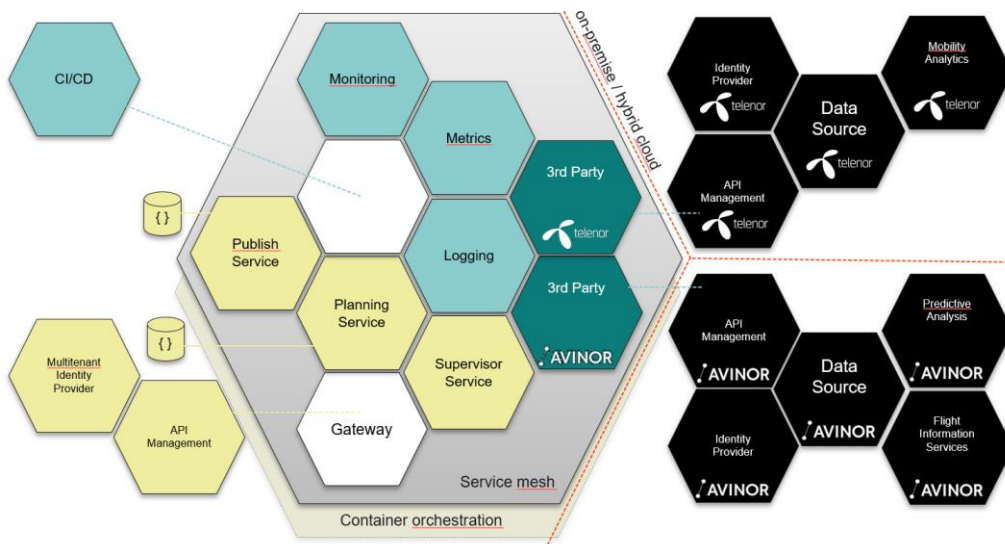 CI/CD
Monitoring
Metrics
3rd Party
telenor
on-premise / hybrid cloud
Identity
Provider
telenor
Data
Source
telenor
Mobility
Analytics
telenor
API
Management
telenor
{ }
Publish
Service
Logging
Planning
Service
3rd Party
AVINOR
{ }
Supervisor
Service
Multitenant
Identity
Provider
API
Management
Gateway
Service mesh
Container orchestration
API
Management
AVINOR
Data
Source
AVINOR
Predictive
Analysis
AVINOR
Identity
Provider
AVINOR
Flight
Information
Services
AVINOR